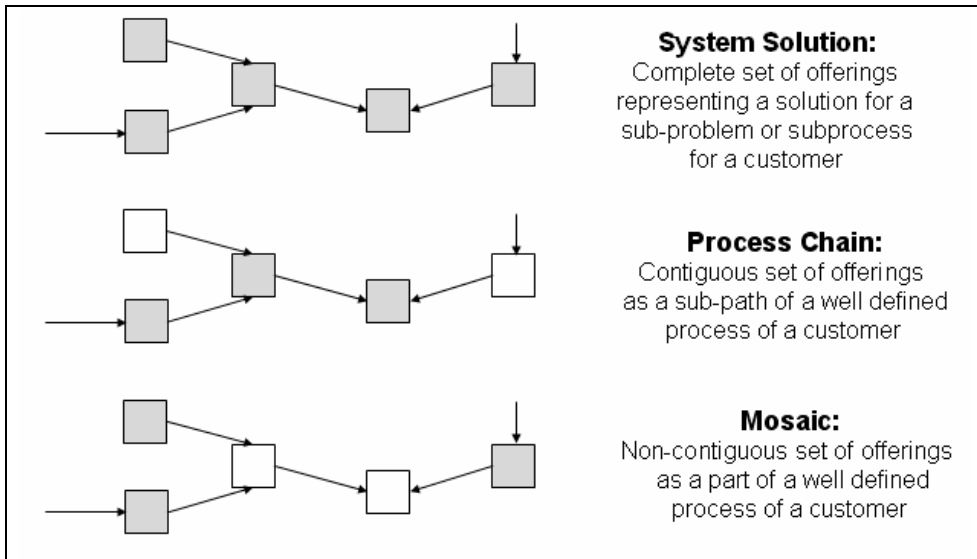 System Solution:
Complete set of offerings
representing a solution for a
sub-problem or subprocess
for a customer
Process Chain:
Contiguous set of offerings
as a sub-path of a well defined
process of a customer
Mosaic:
Non-contiguous set of offerings
as a part of a well defined
process of a customer